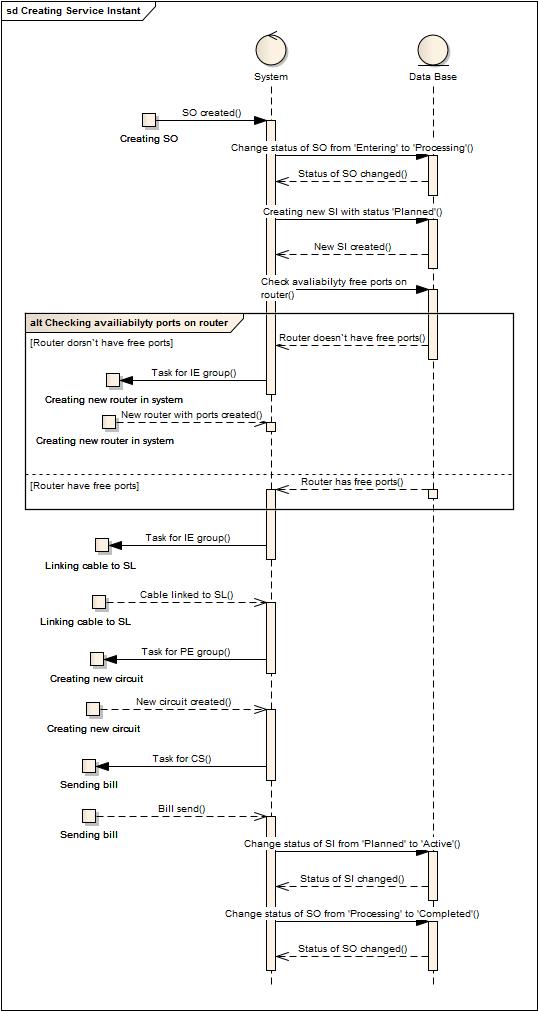 sd Creating Service Instant
System
Data Base
SO created()
Creating SO
Change status of SO from 'Entering' to 'Processing'()
Status of SO changed()
Creating new SI with status 'Planned'()
New SI created()
Check avaliabilyty free ports on
router()
alt Checking availiabilyty ports on router
[Router dorsn`t have free ports]
Router doesn`t have free ports()
Task for IE group()
Creating new router in system
New router with ports created()
Creating new router in system
Router has free ports()
[Router have free ports]
Task for IE group()
Linking cable to SL
Cable linked to SL()
Linking cable to SL
Task for PE group()
Creating new circuit
New circuit created()
Creating new circuit
Task for CS()
Sending bill
Bill send()
Sending bill
Change status of SI from 'Planned' to 'Active'()
Status of SI changed()
Change status of SO from 'Processing' to 'Completed'()
Status of SO changed()